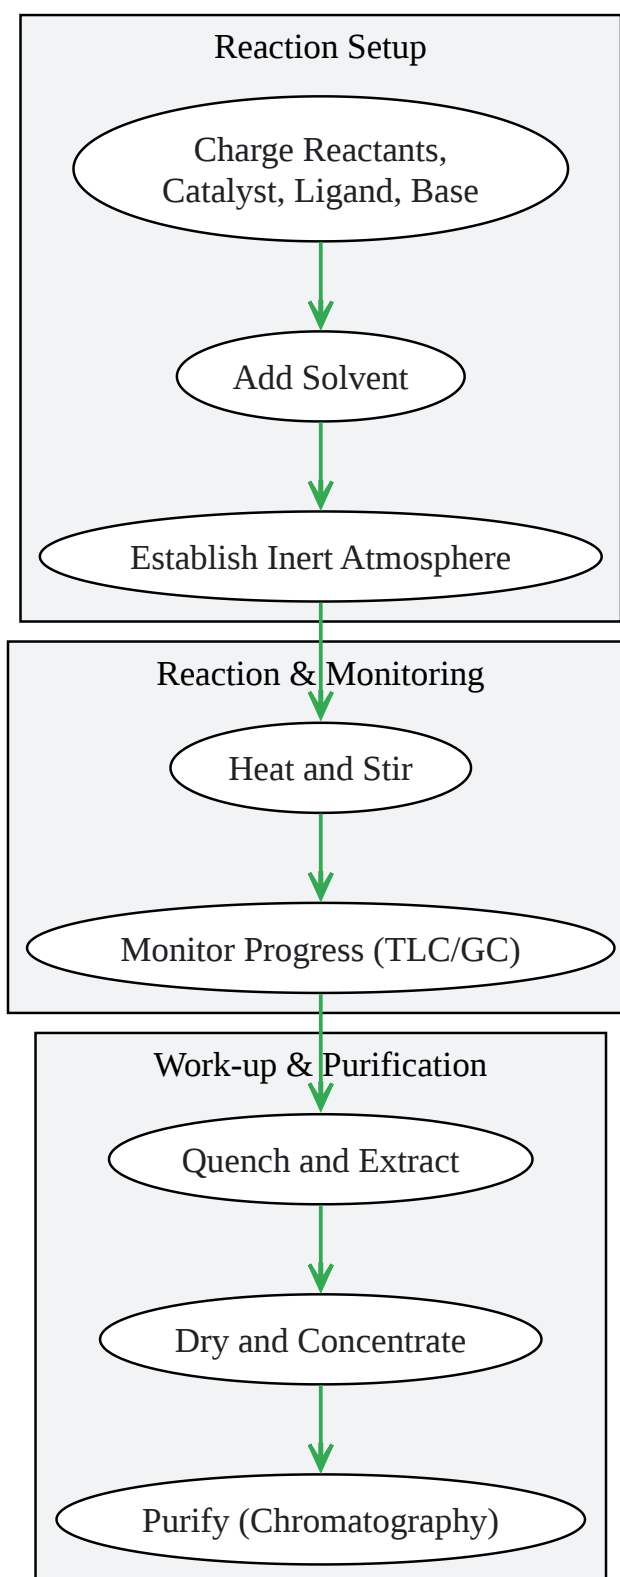 Reaction Setup
Charge Reactants,
Catalyst, Ligand, Base
Add Solvent
Establish Inert Atmosphere
Reaction & Monitoring
Heat and Stir
Monitor Progress (TLC/GC)
Work-up & Purification
Quench and Extract
Dry and Concentrate
Purify (Chromatography)